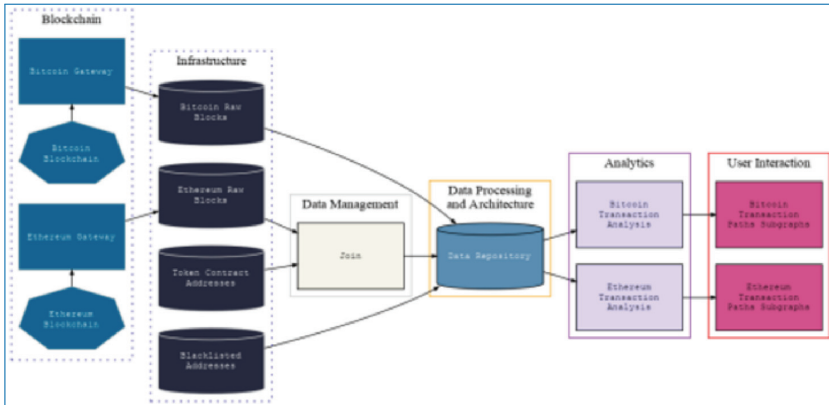 Blockchain
Bitcoin Gateway
Bitcoin
Blockchain
Ethereum Gateway
Ethereum
Blockchain
Infrastructure
Bitcoin Raw
Blocks
Ethereum Raw
Blocks
Token Contract
Addresses
Blacklisted
Addresses
Data Management
Join
Data Processing
and Architecture
Data Repository
Analytics
Bitcoin
Transaction
Analysis
Ethereum
Transaction
Analysis
User Interaction
Bitcoin
Transaction
Paths Subgraphs
Ethereum
Transaction
Paths Subgraphs